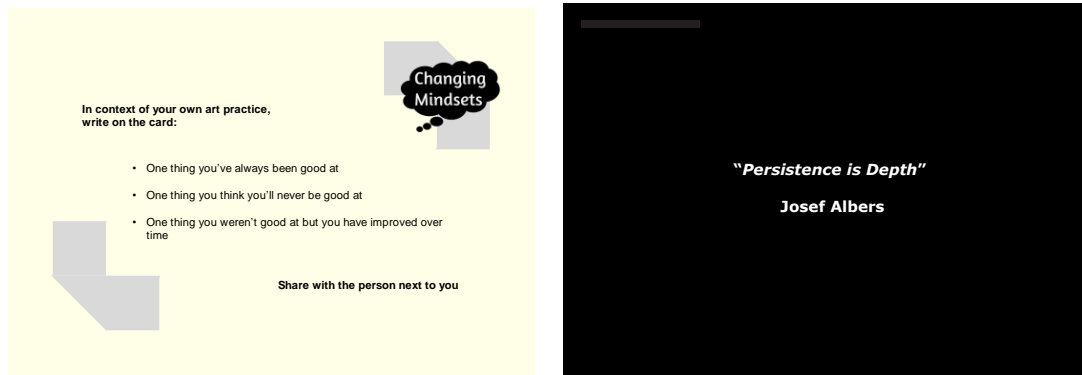 Changing
Mindsets
In context of your own art practice,
write on the card:
• One thing you’ve always been good at
• One thing you think you’ll never be good at
• One thing you weren’t good at but you have improved over
time
Share with the person next to you
“Persistence is Depth”
Josef Albers